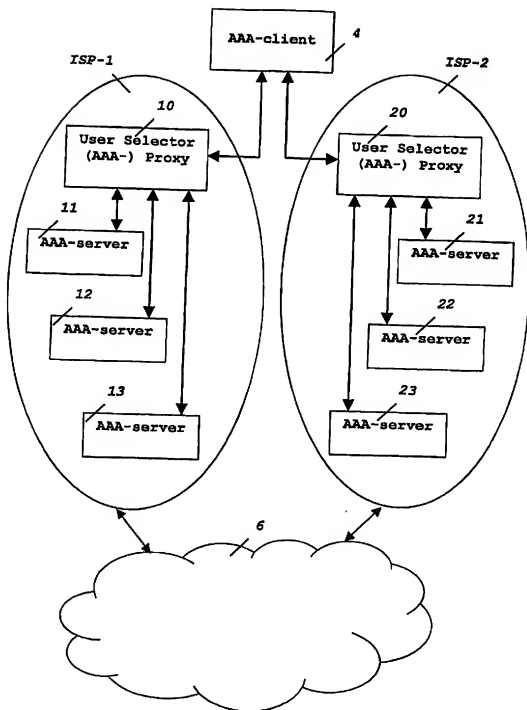 AAA-client
4
ISP-1
ISP-2
10
User Selector
(AAA-) Proxy
20
User Selector
(AAA-) Proxy
11
AAA-server
21
AAA-server
12
AAA-server
22
AAA-server
13
AAA-server
23
AAA-server
6